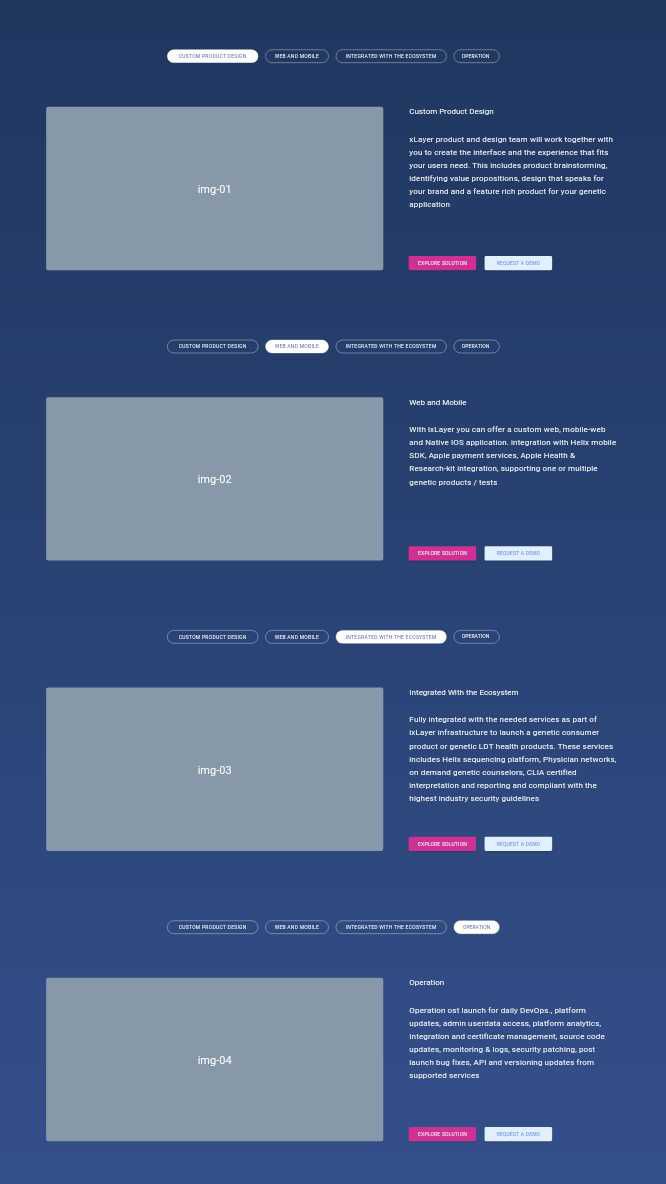 CUSTOM PRODUCT DESIGN WEB AND MOBILE INTEGRATED WITH THE ECOSYSTEM OPERATION
img-01
Custom Product Design
xLayer product and design team will work together with
you to create the interface and the experience that fits
your users need. This includes product brainstorming,
identifying value propositions, design that speaks for
your brand and a feature rich product for your genetic
application
EXPLORE SOLUTION REQUEST A DEMO
CUSTOM PRODUCT DESIGN WEB AND MOBILE INTEGRATED WITH THE ECOSYSTEM OPERATION
img-02
Web and Mobile
With ixLayer you can offer a custom web, mobile-web
and Native iOS application. integration with Helix mobile
SDK, Apple payment services, Apple Health &
Research-kit integration, supporting one or multiple
genetic products / tests
EXPLORE SOLUTION REQUEST A DEMO
CUSTOM PRODUCT DESIGN WEB AND MOBILE INTEGRATED WITH THE ECOSYSTEM OPERATION
img-03
Integrated With the Ecosystem
Fully integrated with the needed services as part of
ixLayer infrastructure to launch a genetic consumer
product or genetic LDT health products. These services
includes Helix sequencing platform, Physician networks,
on demand genetic counselors, CLIA certified
interpretation and reporting and compliant with the
highest industry security guidelines
EXPLORE SOLUTION REQUEST A DEMO
CUSTOM PRODUCT DESIGN WEB AND MOBILE INTEGRATED WITH THE ECOSYSTEM OPERATION
img-04
Operation
Operation ost launch for daily DevOps., platform
updates, admin userdata access, platform analytics,
integration and certificate management, source code
updates, monitoring & logs, security patching, post
launch bug fixes, API and versioning updates from
supported services
EXPLORE SOLUTION REQUEST A DEMO